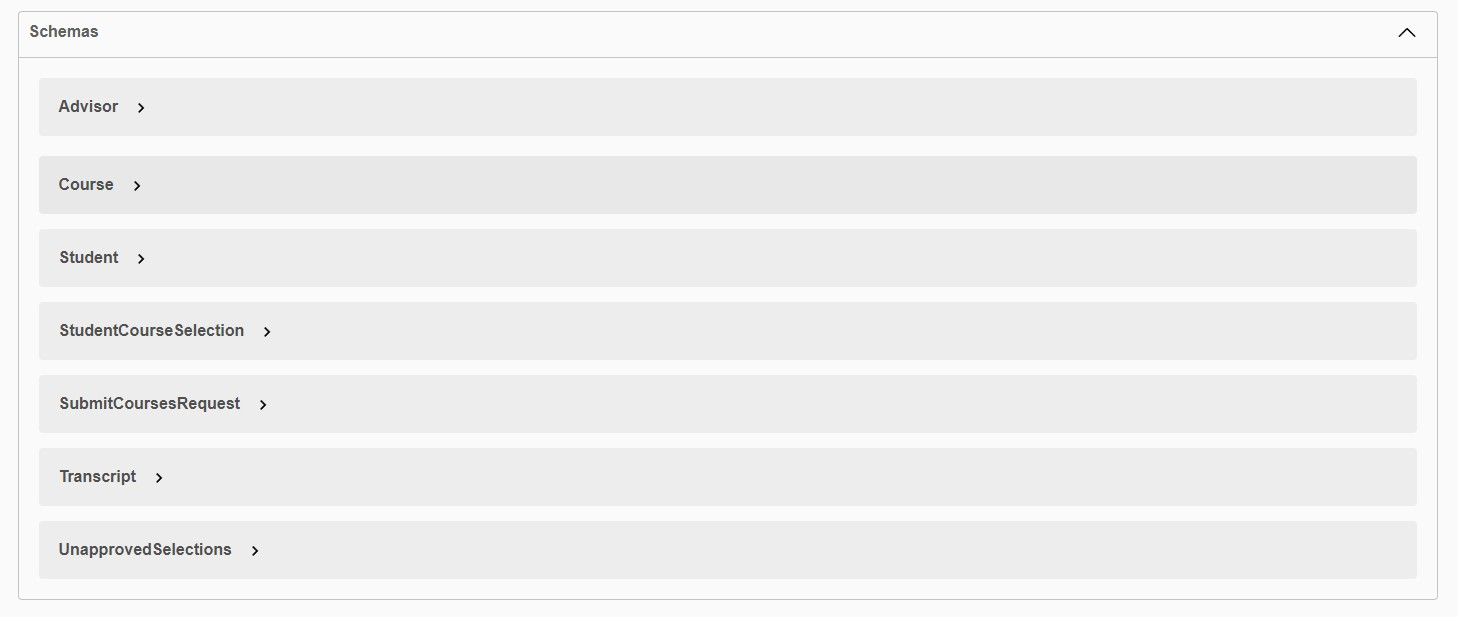 Schemas
Advisor
Course
Student
StudentCourseSelection
SubmitCoursesRequest
Transcript
UnapprovedSelections